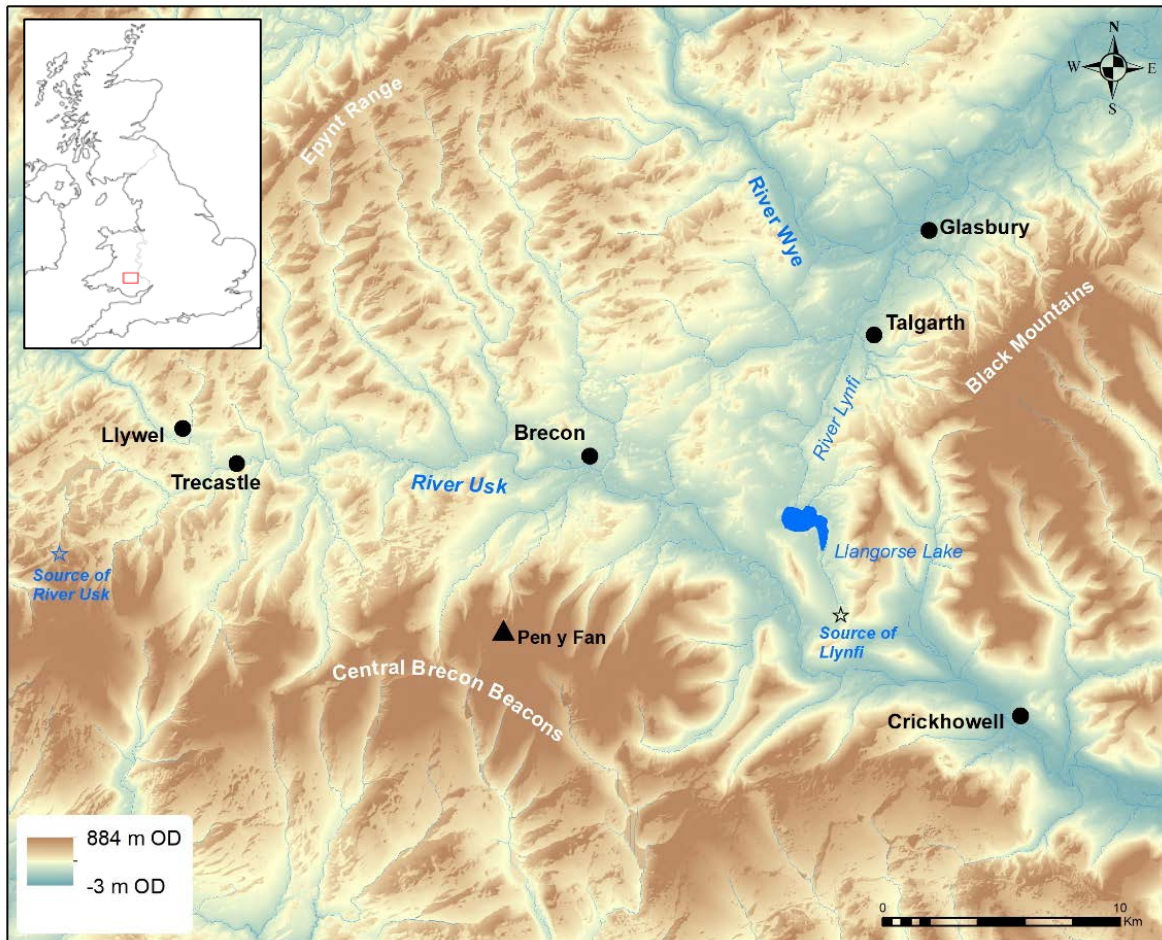 N
W
E
S
Epynt Range
River Wye
Glasbury
Talgarth
Black Mountains
River Lynfi
Llywel
Brecon
Trecastle
River Usk
Llangorse Lake
Source of
River Usk
Pen y Fan
Source of
Llynfi
Central Brecon Beacons
Crickhowell
884 m OD
-3 m OD
0
10
Km